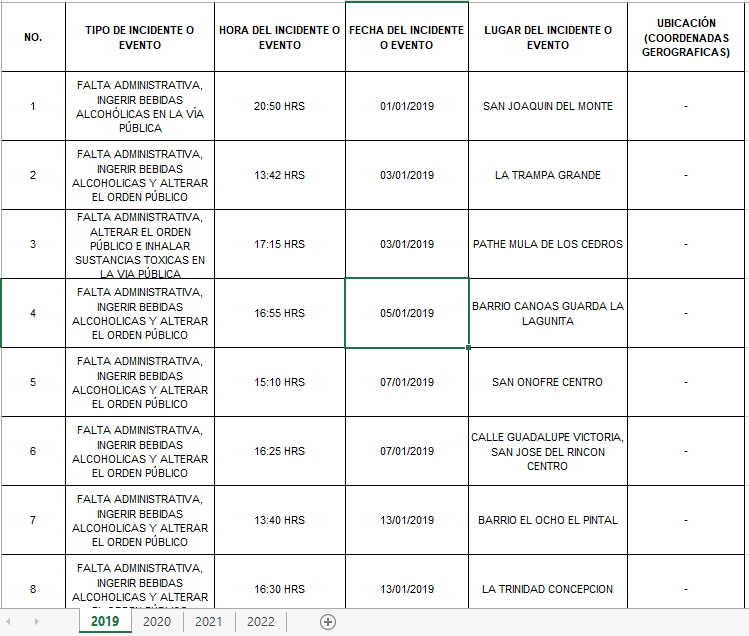 NO.
TIPO DE INCIDENTE O
EVENTO
HORA DEL INCIDENTE O
EVENTO
FECHA DEL INCIDENTE
O EVENTO
LUGAR DEL INCIDENTE O
EVENTO
UBICACIÓN
(COORDENADAS
GEROGRAFICAS)
1
FALTA ADMINISTRATIVA,
INGERIR BEBIDAS
ALCOHÓLICAS EN LA VÍA
PÚBLICA
20:50 HRS
01/01/2019
SAN JOAQUIN DEL MONTE
-
2
FALTA ADMINISTRATIVA,
INGERIR BEBIDAS
ALCOHOLICAS Y ALTERAR
EL ORDEN PÚBLICO
13:42 HRS
03/01/2019
LA TRAMPA GRANDE
-
3
FALTA ADMINISTRATIVA,
ALTERAR EL ORDEN
PÚBLICO E INHALAR
SUSTANCIAS TOXICAS EN
LA VIA PÚBLICA
17:15 HRS
03/01/2019
PATHE MULA DE LOS CEDROS
-
4
FALTA ADMINISTRATIVA,
INGERIR BEBIDAS
ALCOHOLICAS Y ALTERAR
EL ORDEN PÚBLICO
16:55 HRS
05/01/2019
BARRIO CANOAS GUARDA LA
LAGUNITA
-
5
FALTA ADMINISTRATIVA,
INGERIR BEBIDAS
ALCOHOLICAS Y ALTERAR
EL ORDEN PÚBLICO
15:10 HRS
07/01/2019
SAN ONOFRE CENTRO
-
6
FALTA ADMINISTRATIVA,
INGERIR BEBIDAS
ALCOHOLICAS Y ALTERAR
EL ORDEN PÚBLICO
16:25 HRS
07/01/2019
CALLE GUADALUPE VICTORIA,
SAN JOSE DEL RINCON
CENTRO
-
7
FALTA ADMINISTRATIVA,
INGERIR BEBIDAS
ALCOHOLICAS Y ALTERAR
EL ORDEN PÚBLICO
13:40 HRS
13/01/2019
BARRIO EL OCHO EL PINTAL
-
8
FALTA ADMINISTRATIVA,
INGERIR BEBIDAS
ALCOHOLICAS Y ALTERAR
16:30 HRS
13/01/2019
LA TRINIDAD CONCEPCION
-
2019
2020
2021
2022